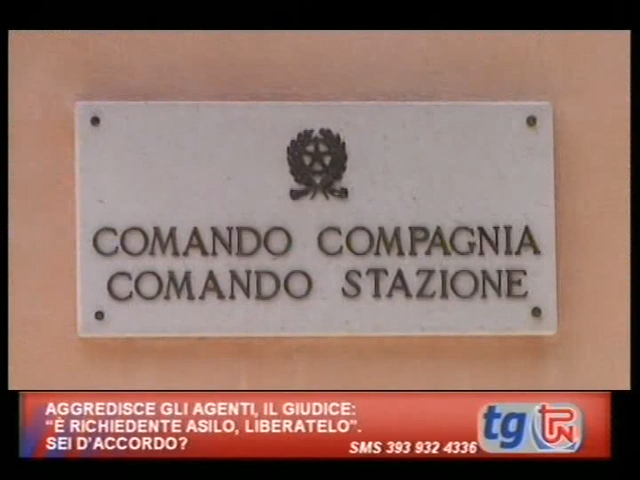 COMANDO COMPAGNIA
COMANDO STAZIONE
AGGREDISCE GLI AGENTI, IL GIUDICE:
“È RICHIEDENTE ASILO, LIBERATELO”.
SEI D’ACCORDO?
SMS 393 932 4336
tg TPN